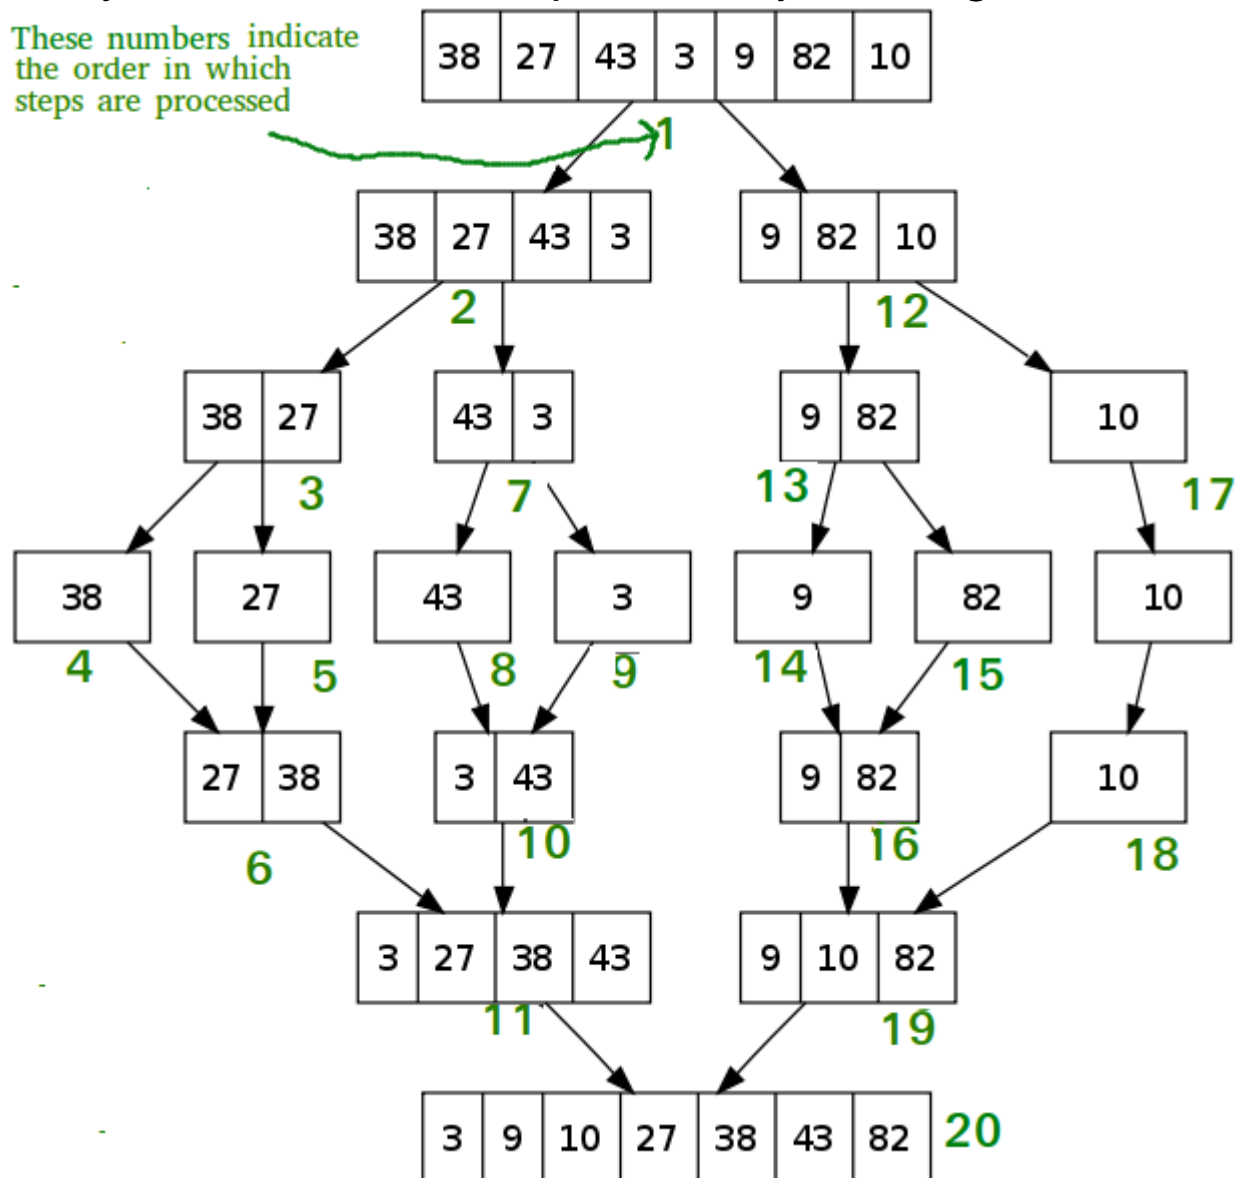 These numbers indicate
the order in which
steps are processed
38 27 43 3 9 82 10
1
38 27 43 3 9 82 10
2 12
38 27 43 3 9 82 10
3 7 13 17
38 27 43 3 9 82 10
4 5 8 9 14 15
27 38 3 43 9 82 10
6 10 16 18
3 27 38 43 9 10 82
11 19
3 9 10 27 38 43 82 20